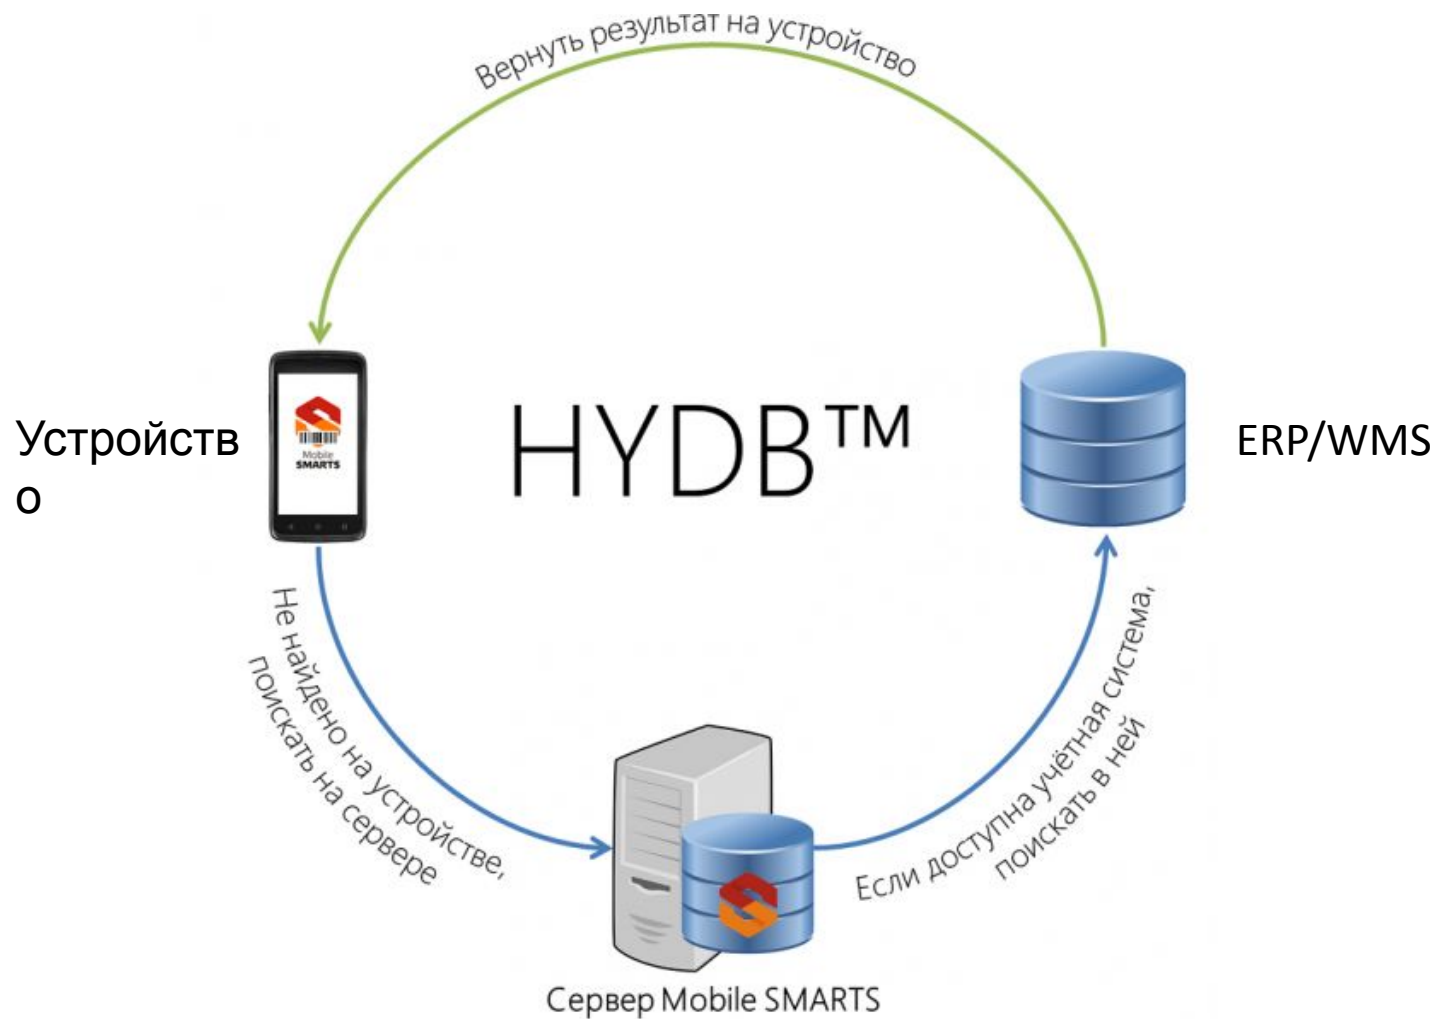 Вернуть результат на устройство
Устройств
о
Mobile
SMARTS
HYDB™
ERP/WMS
Не найдено на устройстве,
поискать на сервере
Если доступна учётная система,
поискать в ней
Сервер Mobile SMARTS